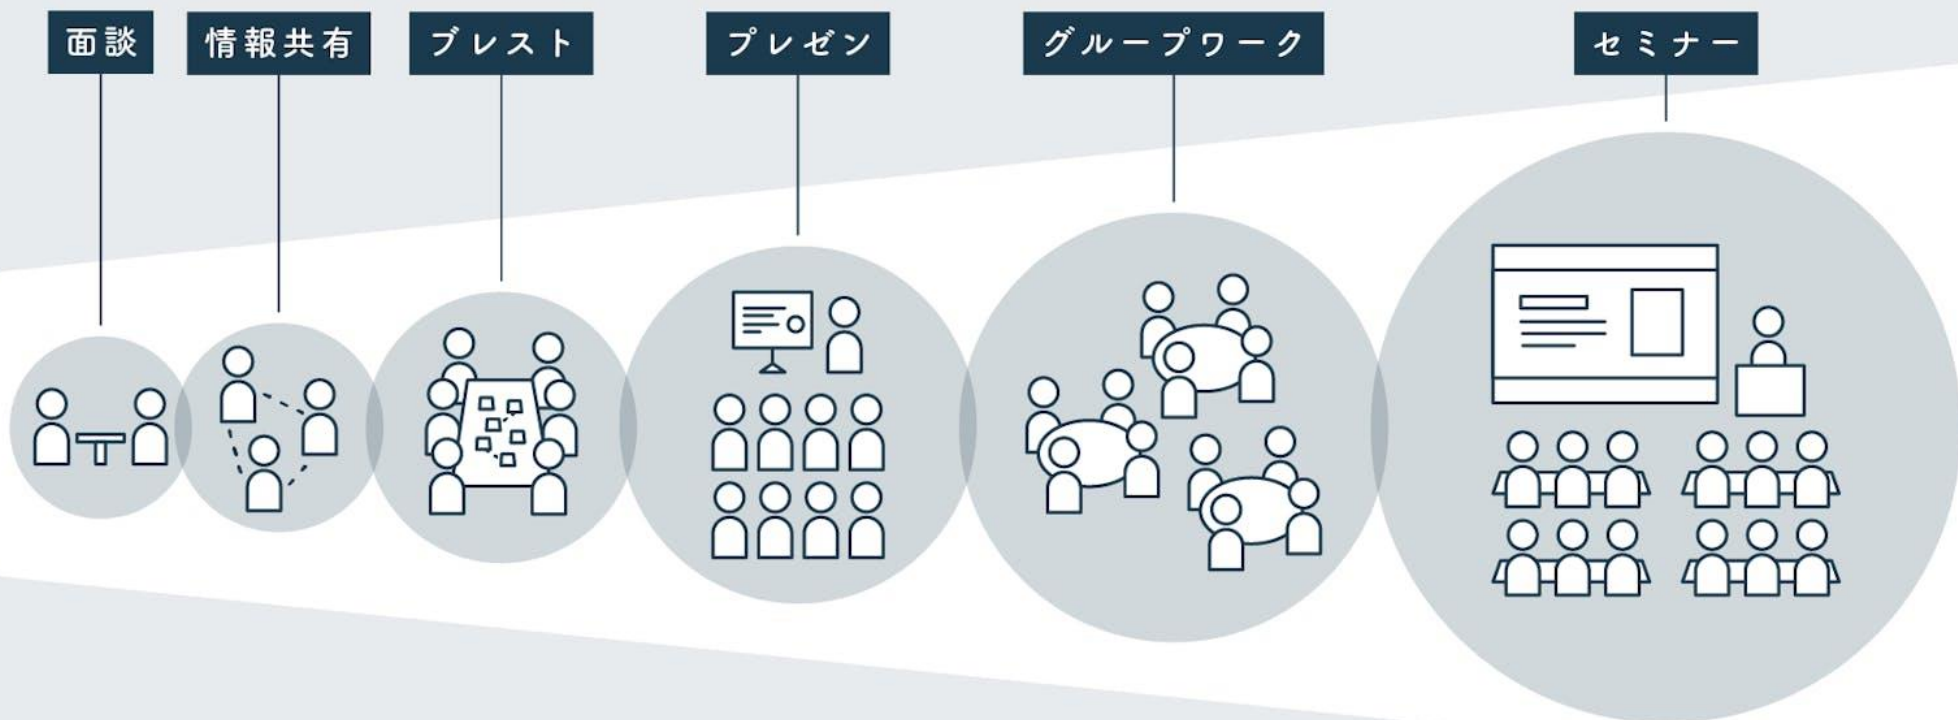 面談
情報共有
ブレスト
プレゼン
グループワーク
セミナー